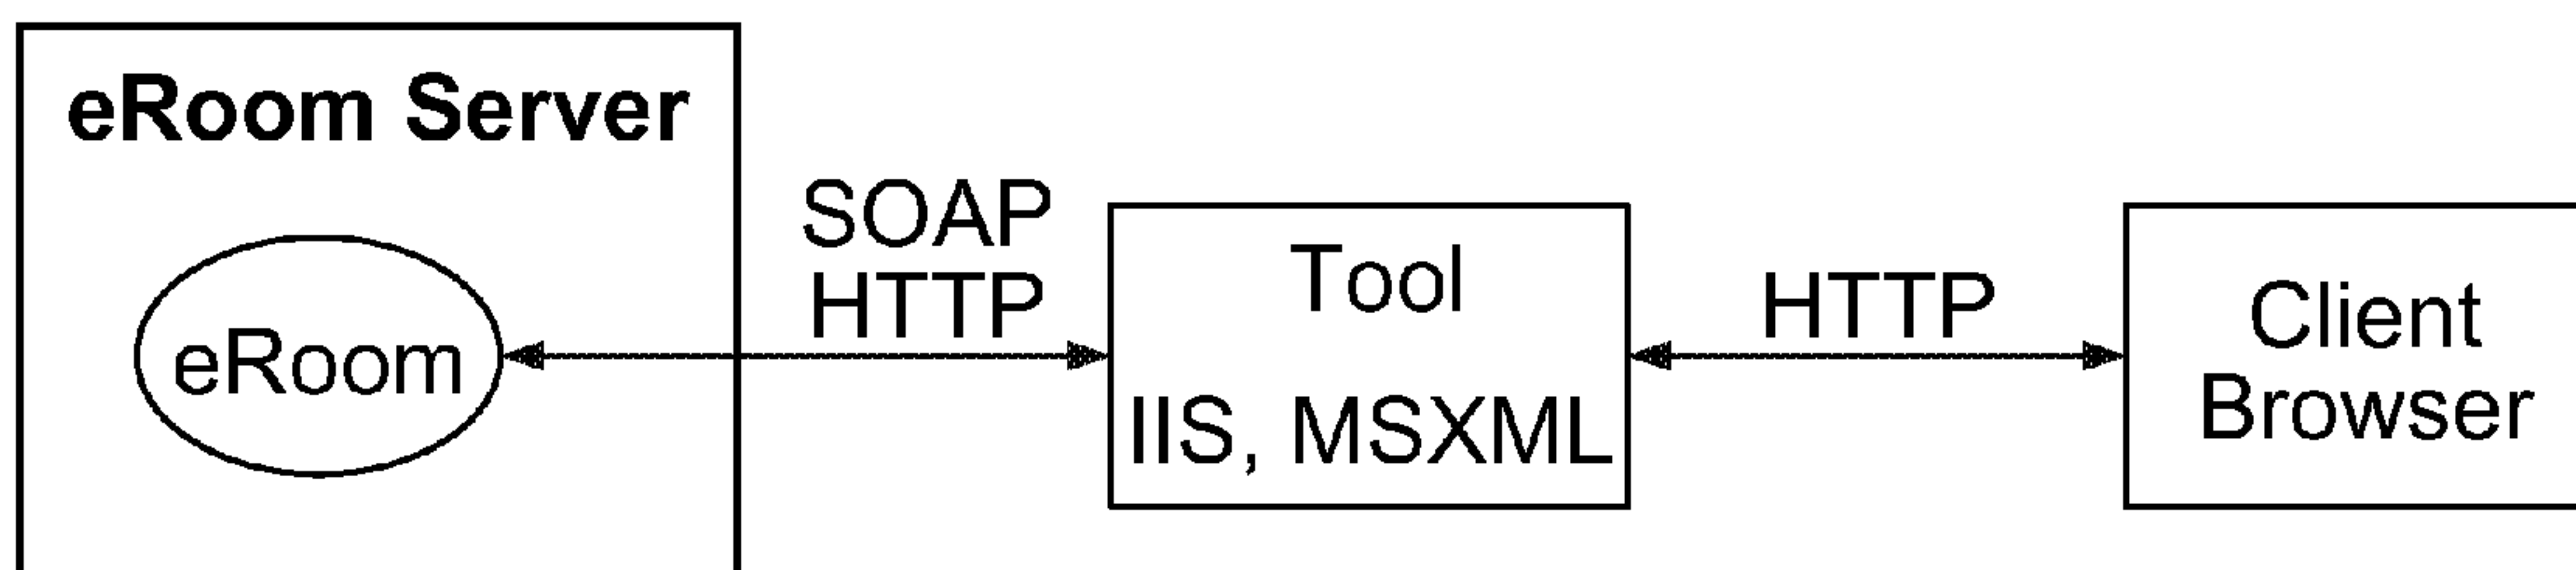 eRoom Server
eRoom
SOAP
HTTP
Tool
IIS, MSXML
HTTP
Client
Browser